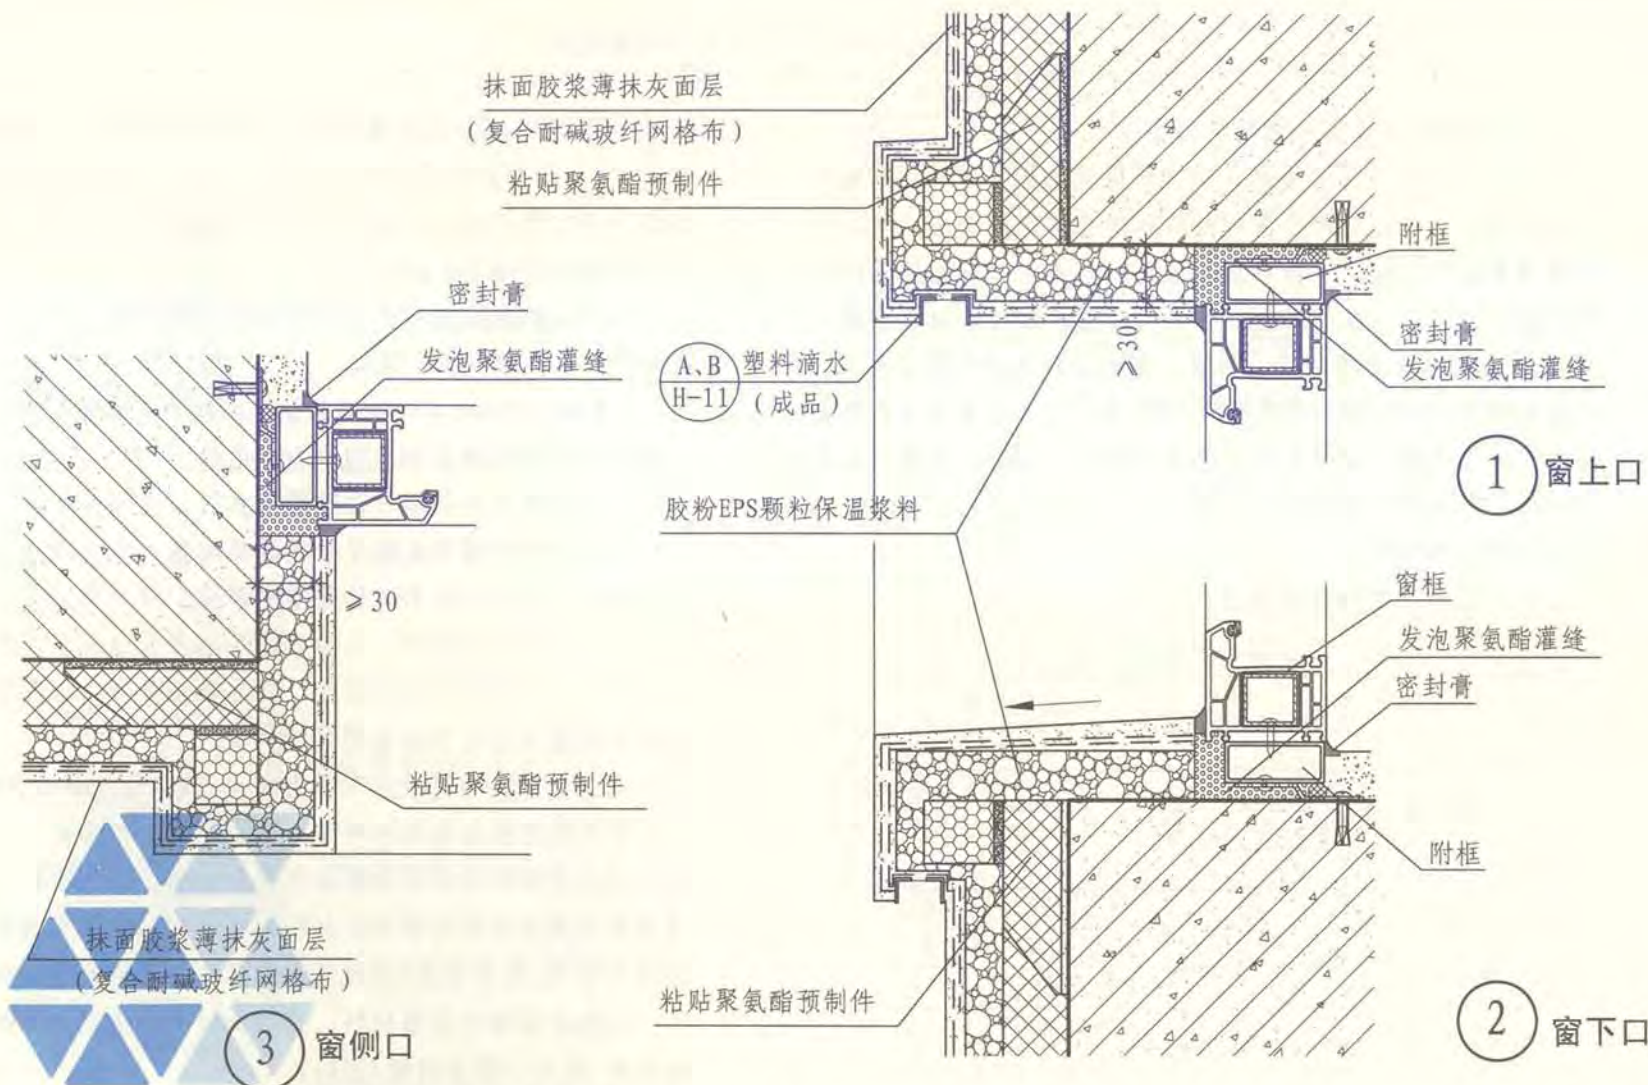 抹面胶浆薄抹灰面层
(复合耐碱玻纤网格布)
粘贴聚氨酯预制件
附框
密封膏
发泡聚氨酯灌缝
A、B
H-11
塑料滴水
(成品)
≥30
密封膏
发泡聚氨酯灌缝
1 窗上口
胶粉EPS颗粒保温浆料
≥30
窗框
发泡聚氨酯灌缝
密封膏
粘贴聚氨酯预制件
附框
抹面胶浆薄抹灰面层
(复合耐碱玻纤网格布)
粘贴聚氨酯预制件
3 窗侧口
2 窗下口